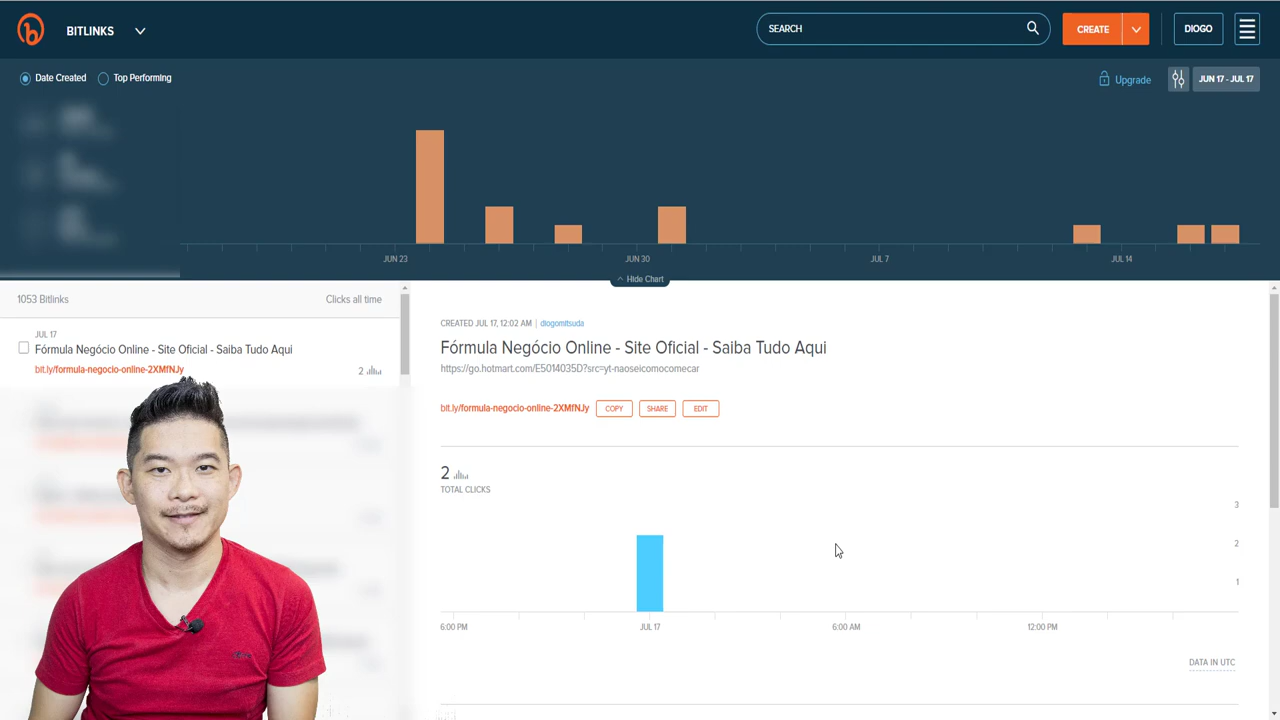 BITLINKS
SEARCH
CREATE
DIOGO
Date Created
Top Performing
Upgrade
JUN 17 - JUL 17
JUN 23
JUN 30
JUL 7
JUL 14
Hide Chart
1053 Bitlinks
Clicks all time
JUL 17
Fórmula Negócio Online - Site Oficial - Saiba Tudo Aqui
bit.ly/formula-negocio-online-2XMfNJy
2
CREATED JUL 17, 12:02 AM | diogomitsuda
Fórmula Negócio Online - Site Oficial - Saiba Tudo Aqui
https://go.hotmart.com/E5014035D?src=yt-naoseicomocomecar
bit.ly/formula-negocio-online-2XMfNJy
COPY
SHARE
EDIT
2
TOTAL CLICKS
3
2
1
6:00 PM
JUL 17
6:00 AM
12:00 PM
DATA IN UTC